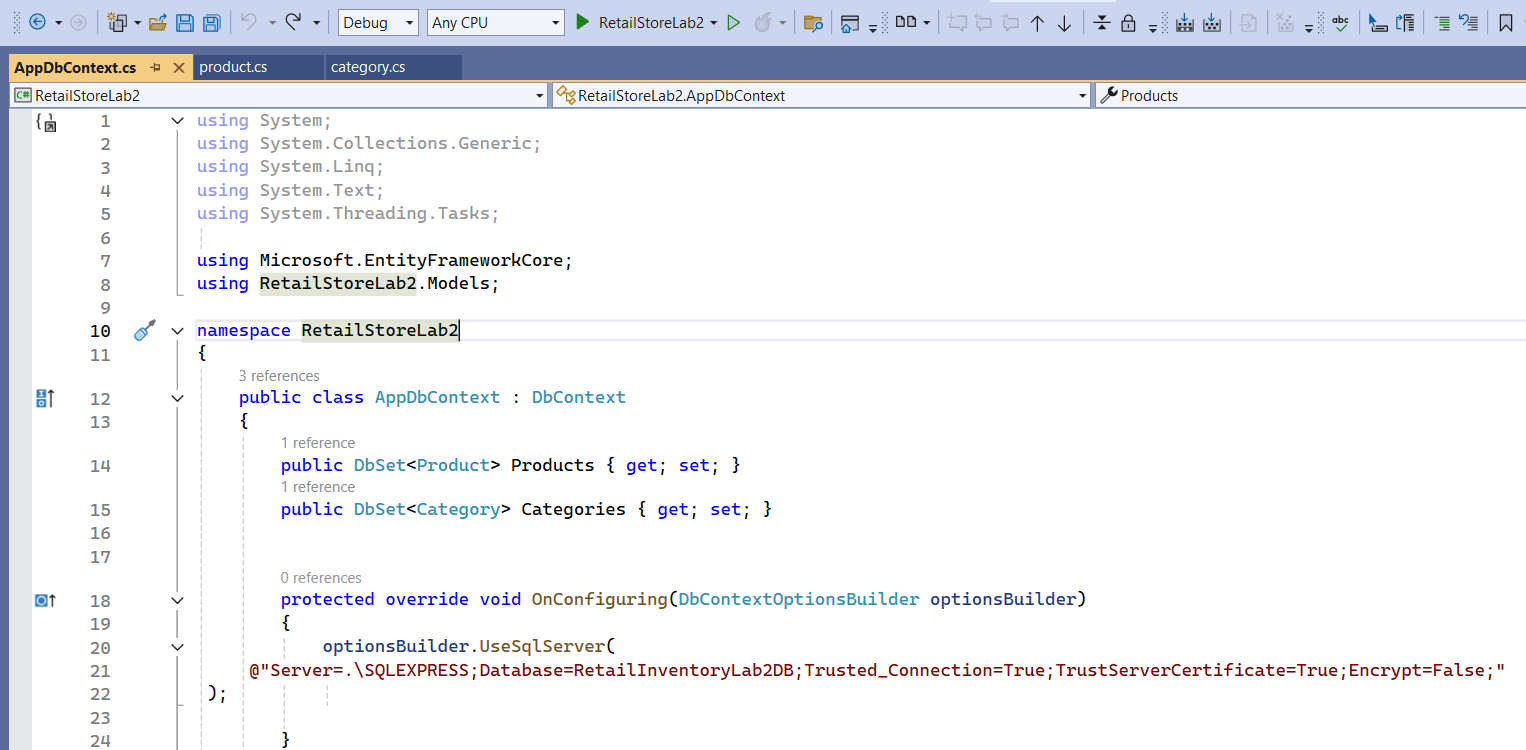 Debug Any CPU RetailStoreLab2 abc
AppDbContext.cs product.cs category.cs
C# RetailStoreLab2 RetailStoreLab2.AppDbContext Products
1 using System;
2 using System.Collections.Generic;
3 using System.Linq;
4 using System.Text;
5 using System.Threading.Tasks;
6
7 using Microsoft.EntityFrameworkCore;
8 using RetailStoreLab2.Models;
9
10 namespace RetailStoreLab2
11 {
3 references
12 public class AppDbContext : DbContext
13 {
1 reference
14 public DbSet<Product> Products { get; set; }
1 reference
15 public DbSet<Category> Categories { get; set; }
16
17
0 references
18 protected override void OnConfiguring(DbContextOptionsBuilder optionsBuilder)
19 {
20 optionsBuilder.UseSqlServer(
21 @"Server=.\SQLEXPRESS;Database=RetailInventoryLab2DB;Trusted_Connection=True;TrustServerCertificate=True;Encrypt=False;"
22 );
23
24 }